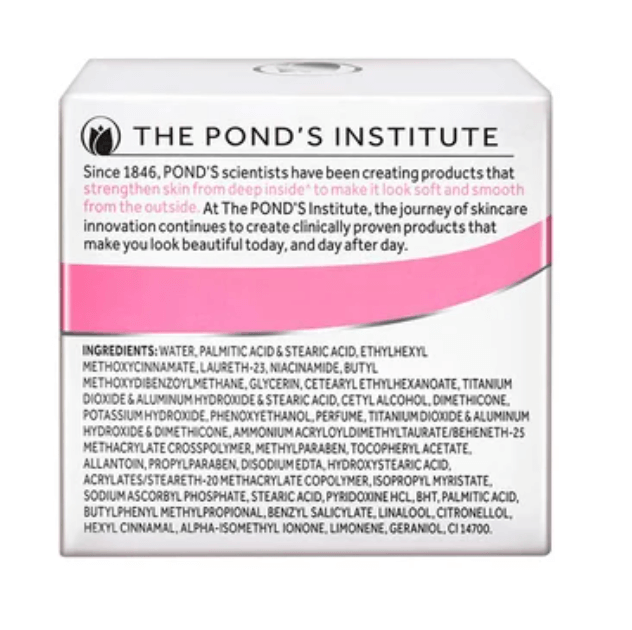 THE POND'S INSTITUTE
Since 1846, POND'S scientists have been creating products that
strengthen skin from deep inside^ to make it look soft and smooth
from the outside. At The POND'S Institute, the journey of skincare
innovation continues to create clinically proven products that
make you look beautiful today, and day after day.
INGREDIENTS: WATER, PALMITIC ACID & STEARIC ACID, ETHYLHEXYL
METHOXYCINNAMATE, LAURETH-23, NIACINAMIDE, BUTYL
METHOXYDIBENZOYLMETHANE, GLYCERIN, CETEARYL ETHYLHEXANOATE, TITANIUM
DIOXIDE & ALUMINUM HYDROXIDE & STEARIC ACID, CETYL ALCOHOL, DIMETHICONE,
POTASSIUM HYDROXIDE, PHENOXYETHANOL, PERFUME, TITANIUM DIOXIDE & ALUMINUM
HYDROXIDE & DIMETHICONE, AMMONIUM ACRYLOYLDIMETHYLTAURATE/BEHENETH-25
METHACRYLATE CROSSPOLYMER, METHYLPARABEN, TOCOPHERYL ACETATE,
ALLANTOIN, PROPYLPARABEN, DISODIUM EDTA, HYDROXYSTEARIC ACID,
ACRYLATES/STEARETH-20 METHACRYLATE COPOLYMER, ISOPROPYL MYRISTATE,
SODIUM ASCORBYL PHOSPHATE, STEARIC ACID, PYRIDOXINE HCL, BHT, PALMITIC ACID,
BUTYLPHENYL METHYLPROPIONAL, BENZYL SALICYLATE, LINALOOL, CITRONELLOL,
HEXYL CINNAMAL, ALPHA-ISOMETHYL IONONE, LIMONENE, GERANIOL, CI 14700.